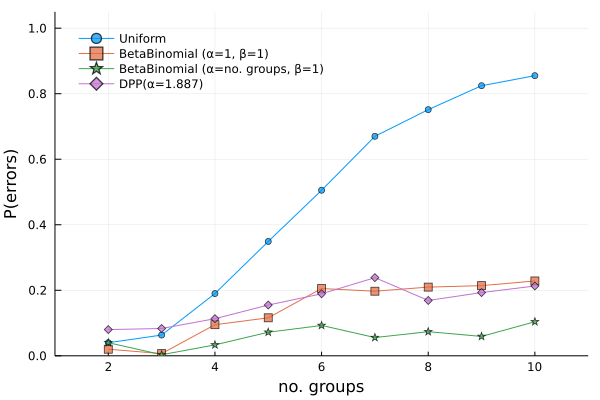 1.0
0.8
0.6
0.4
0.2
0.0
P(errors)
Uniform
BetaBinomial (α=1, β=1)
BetaBinomial (α=no. groups, β=1)
DPP(α=1.887)
2 4 6 8 10
no. groups